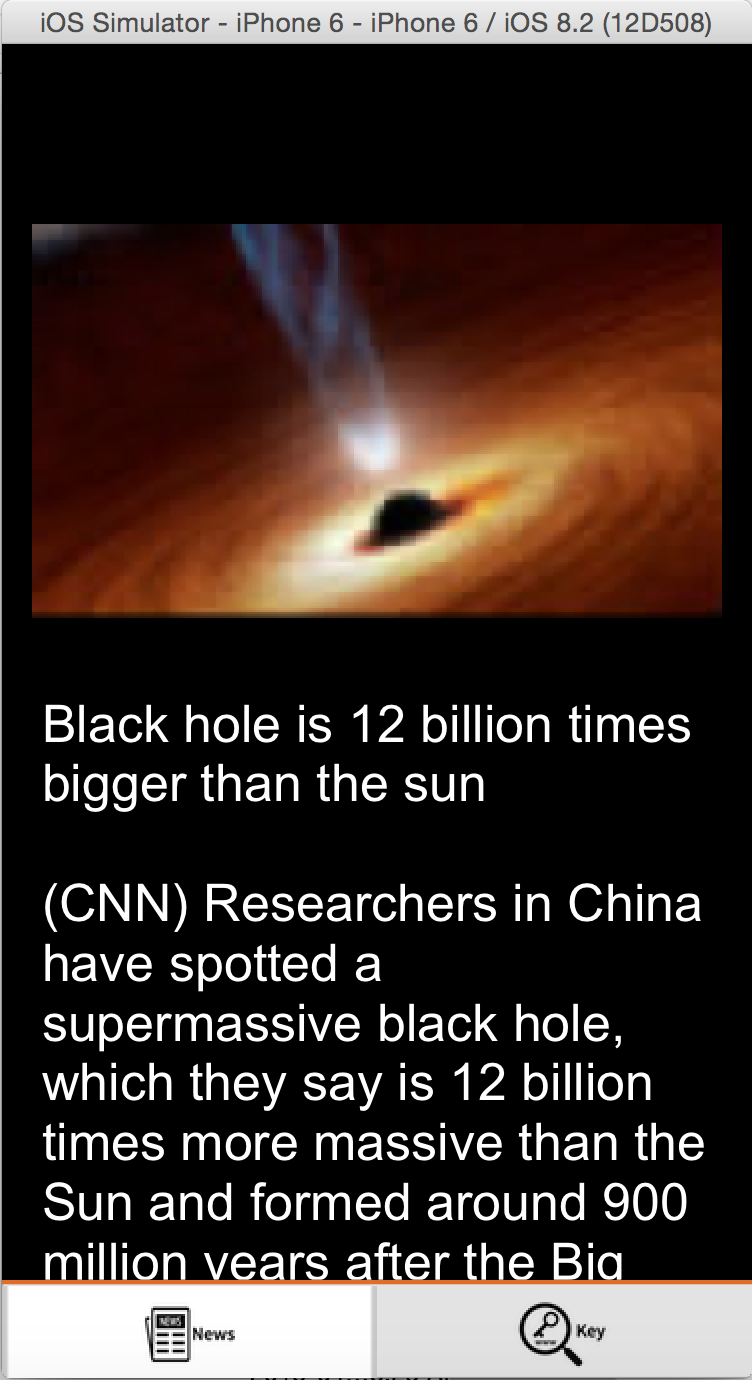 iOS Simulator - iPhone 6 - iPhone 6 / iOS 8.2 (12D508)
Black hole is 12 billion times
bigger than the sun
(CNN) Researchers in China
have spotted a
supermassive black hole,
which they say is 12 billion
times more massive than the
Sun and formed around 900
million years after the Big
NEWS
News
Key